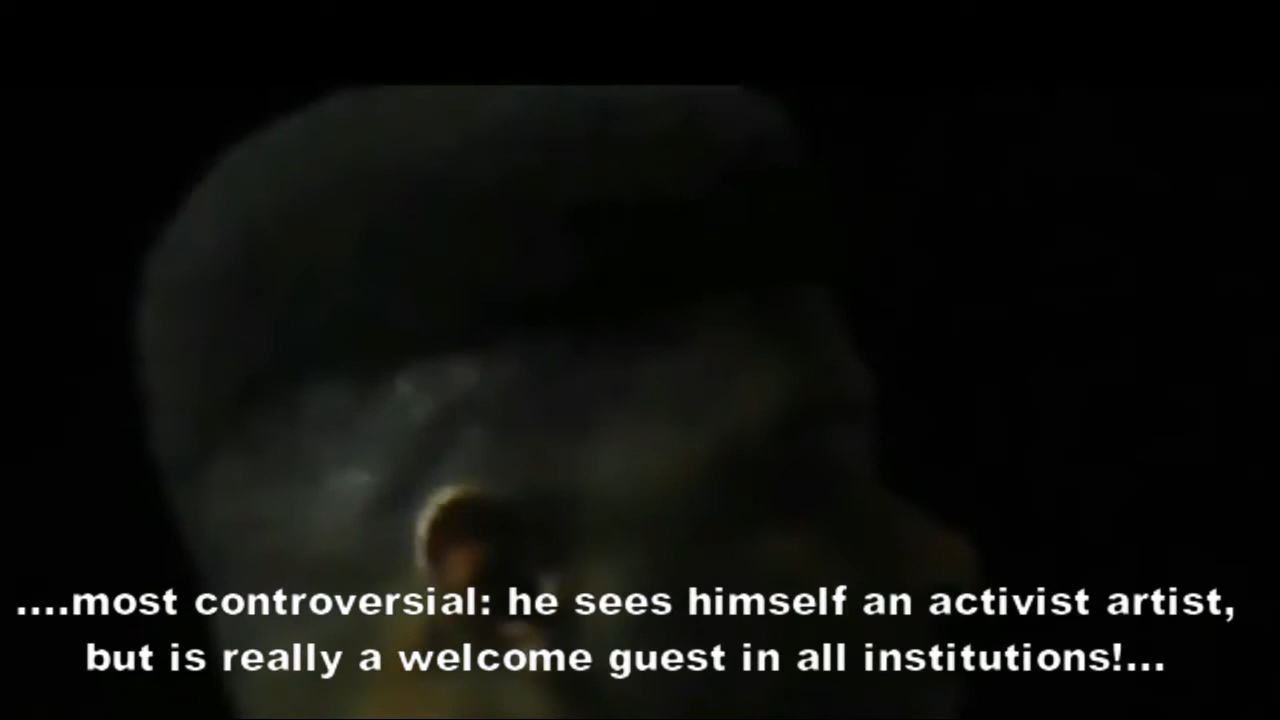 ....most controversial: he sees himself an activist artist,
but is really a welcome guest in all institutions!...